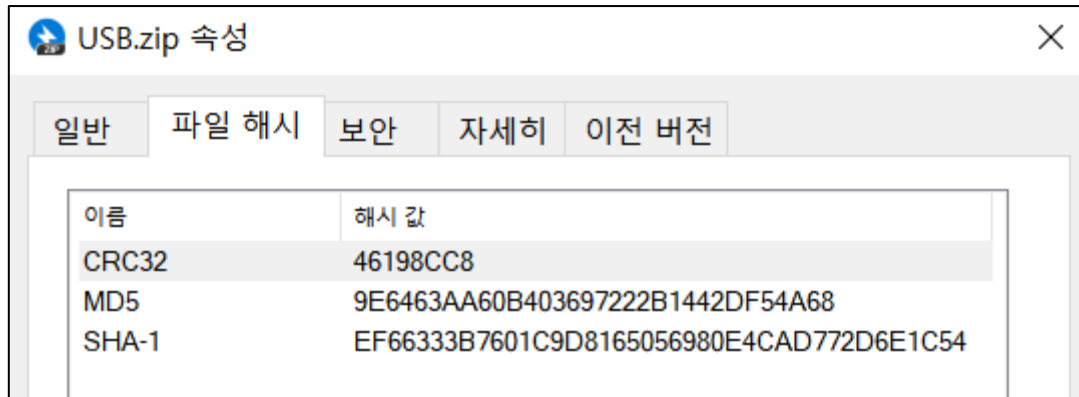 USB.zip 속성
일반 파일 해시 보안 자세히 이전 버전
이름 해시 값
CRC32 46198CC8
MD5 9E6463AA60B403697222B1442DF54A68
SHA-1 EF66333B7601C9D8165056980E4CAD772D6E1C54